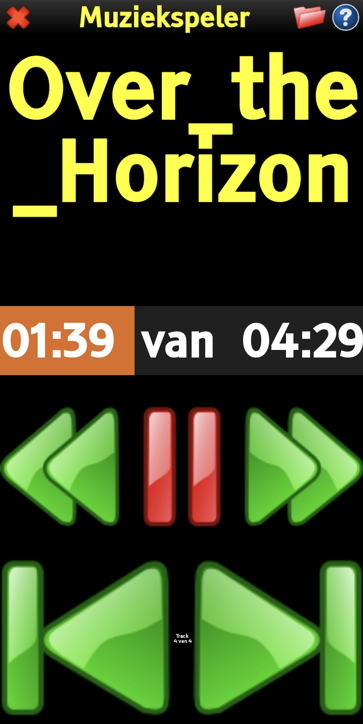 Muziekspeler
Over_the
_Horizon
01:39 van 04:29
Track
4 van 4